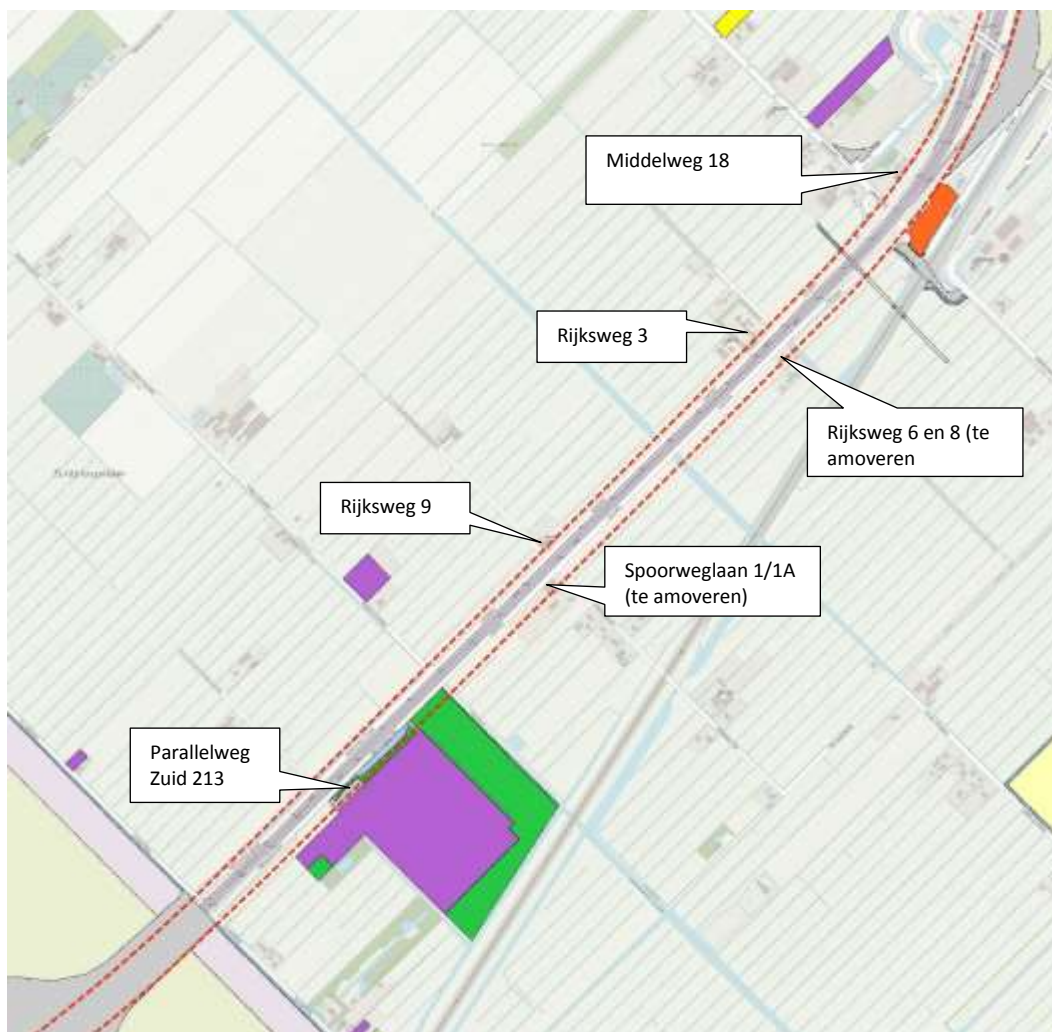 Middelweg 18
Rijksweg 3
Rijksweg 6 en 8 (te
amoveren
Rijksweg 9
Spoorweglaan 1/1A
(te amoveren)
Parallelweg
Zuid 213